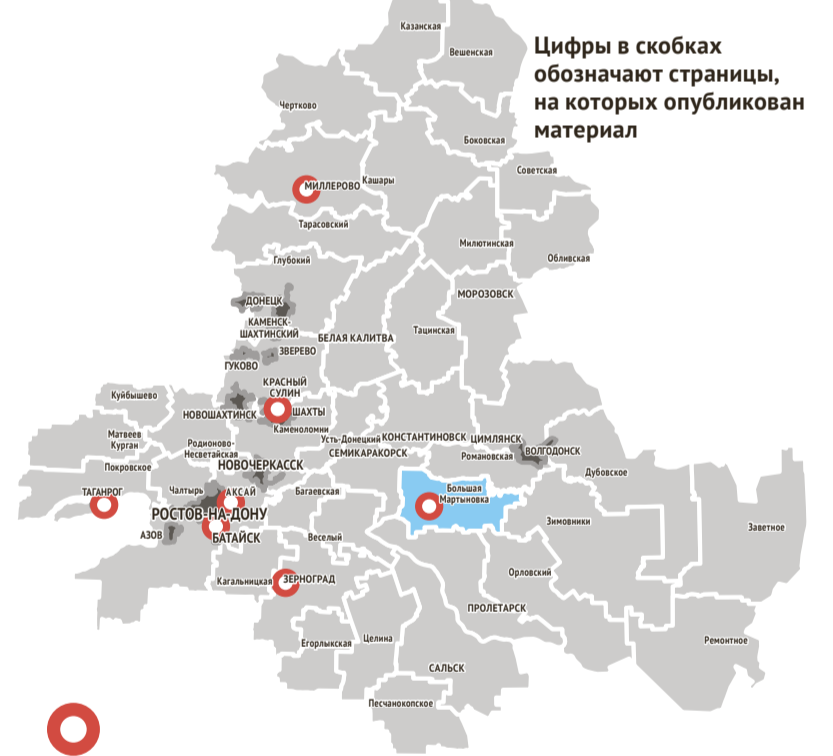 Цифры в скобках
обозначают страницы,
на которых опубликован
материал
Казанская
Вешенская
Чертково
Боковская
Советская
МИЛЛЕРОВО
Кашары
Тарасовский
Милютинская
Обливская
Глубокий
МОРОЗОВСК
ДОНЕЦК
КАМЕНСК-
ШАХТИНСКИЙ
Тацинская
БЕЛАЯ КАЛИТВА
ЗВЕРЕВО
ГУКОВО
КРАСНЫЙ
СУЛИН
Куйбышево
НОВОШАХТИНСК
ШАХТЫ
Каменоломни
Матвеев
Курган
Родионово-
Несветайская
Усть-Донецкий
КОНСТАНТИНОВСК
ЦИМЛЯНСК
СЕМИКАРАКОРСК
Романовская
ВОЛГОДОНСК
Покровское
НОВОЧЕРКАССК
Дубовское
ТАГАНРОГ
Чалтырь
АКСАЙ
Багаевская
Большая
Мартыновка
РОСТОВ-НА-ДОНУ
АЗОВ
БАТАЙСК
Веселый
Зимовники
Заветное
Кагальницкая
ЗЕРНОГРАД
Орловский
ПРОЛЕТАРСК
Егорлыкская
Целина
Ремонтное
САЛЬСК
Песчанокопское